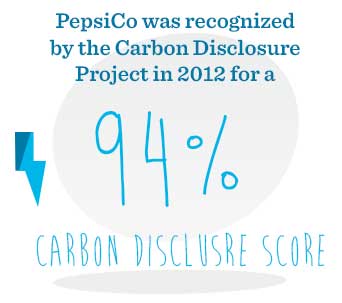 PepsiCo was recognized
by the Carbon Disclosure
Project in 2012 for a
94%
CARBON DISCLUSRE SCORE